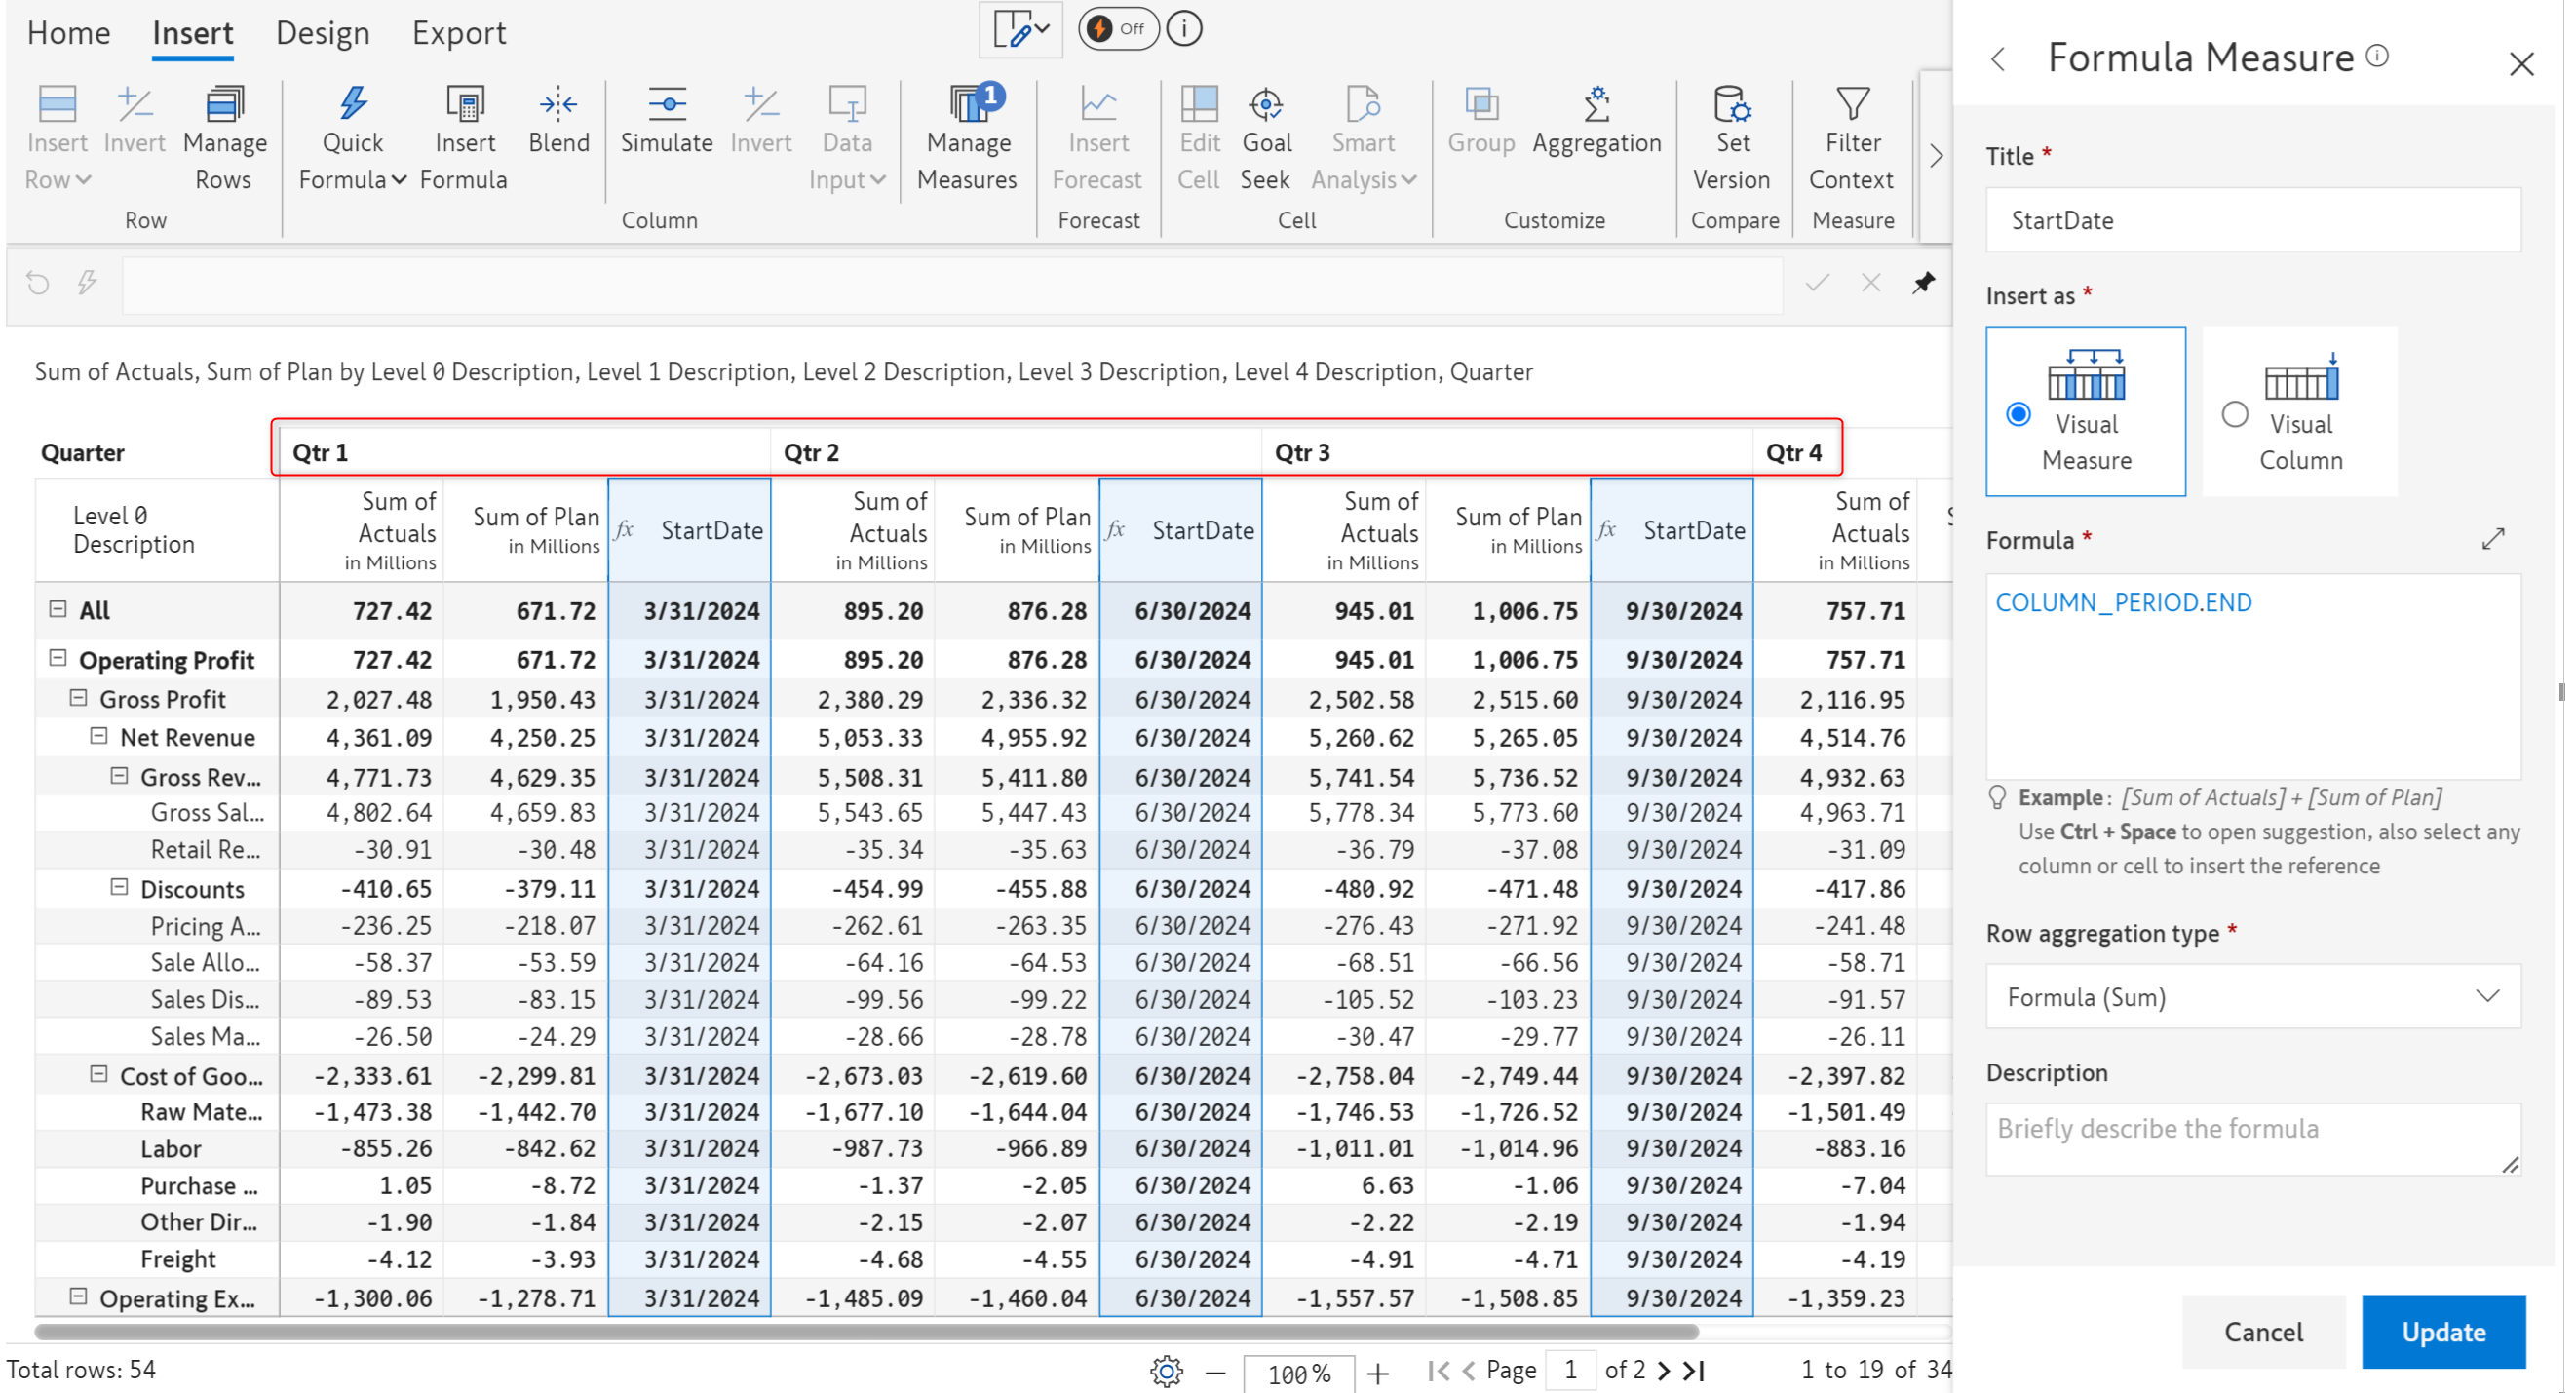 Home Insert Design Export Off
Insert Row Invert Manage Rows Quick Formula Insert Formula Blend Simulate Invert Data Input Manage Measures 1 Insert Forecast Edit Cell Goal Seek Smart Analysis Group Aggregation Set Version Filter Context
Row Column Forecast Cell Customize Compare Measure
Sum of Actuals, Sum of Plan by Level 0 Description, Level 1 Description, Level 2 Description, Level 3 Description, Level 4 Description, Quarter
Quarter Qtr 1 Qtr 2 Qtr 3 Qtr 4
Level 0 Description Sum of Actuals in Millions Sum of Plan in Millions fx StartDate Sum of Actuals in Millions Sum of Plan in Millions fx StartDate Sum of Actuals in Millions Sum of Plan in Millions fx StartDate Sum of Actuals in Millions
All 727.42 671.72 3/31/2024 895.20 876.28 6/30/2024 945.01 1,006.75 9/30/2024 757.71
Operating Profit 727.42 671.72 3/31/2024 895.20 876.28 6/30/2024 945.01 1,006.75 9/30/2024 757.71
Gross Profit 2,027.48 1,950.43 3/31/2024 2,380.29 2,336.32 6/30/2024 2,502.58 2,515.60 9/30/2024 2,116.95
Net Revenue 4,361.09 4,250.25 3/31/2024 5,053.33 4,955.92 6/30/2024 5,260.62 5,265.05 9/30/2024 4,514.76
Gross Rev... 4,771.73 4,629.35 3/31/2024 5,508.31 5,411.80 6/30/2024 5,741.54 5,736.52 9/30/2024 4,932.63
Gross Sal... 4,802.64 4,659.83 3/31/2024 5,543.65 5,447.43 6/30/2024 5,778.34 5,773.60 9/30/2024 4,963.71
Retail Re... -30.91 -30.48 3/31/2024 -35.34 -35.63 6/30/2024 -36.79 -37.08 9/30/2024 -31.09
Discounts -410.65 -379.11 3/31/2024 -454.99 -455.88 6/30/2024 -480.92 -471.48 9/30/2024 -417.86
Pricing A... -236.25 -218.07 3/31/2024 -262.61 -263.35 6/30/2024 -276.43 -271.92 9/30/2024 -241.48
Sale Allo... -58.37 -53.59 3/31/2024 -64.16 -64.53 6/30/2024 -68.51 -66.56 9/30/2024 -58.71
Sales Dis... -89.53 -83.15 3/31/2024 -99.56 -99.22 6/30/2024 -105.52 -103.23 9/30/2024 -91.57
Sales Ma... -26.50 -24.29 3/31/2024 -28.66 -28.78 6/30/2024 -30.47 -29.77 9/30/2024 -26.11
Cost of Goo... -2,333.61 -2,299.81 3/31/2024 -2,673.03 -2,619.60 6/30/2024 -2,758.04 -2,749.44 9/30/2024 -2,397.82
Raw Mate... -1,473.38 -1,442.70 3/31/2024 -1,677.10 -1,644.04 6/30/2024 -1,746.53 -1,726.52 9/30/2024 -1,501.49
Labor -855.26 -842.62 3/31/2024 -987.73 -966.89 6/30/2024 -1,011.01 -1,014.96 9/30/2024 -883.16
Purchase ... 1.05 -8.72 3/31/2024 -1.37 -2.05 6/30/2024 6.63 -1.06 9/30/2024 -7.04
Other Dir... -1.90 -1.84 3/31/2024 -2.15 -2.07 6/30/2024 -2.22 -2.19 9/30/2024 -1.94
Freight -4.12 -3.93 3/31/2024 -4.68 -4.55 6/30/2024 -4.91 -4.71 9/30/2024 -4.19
Operating Ex... -1,300.06 -1,278.71 3/31/2024 -1,485.09 -1,460.04 6/30/2024 -1,557.57 -1,508.85 9/30/2024 -1,359.23
Total rows: 54 100% Page 1 of 2 1 to 19 of 34
Formula Measure
Title *
StartDate
Insert as *
Visual Measure
Visual Column
Formula *
COLUMN_PERIOD.END
Example : [Sum of Actuals] + [Sum of Plan]
Use Ctrl + Space to open suggestion, also select any
column or cell to insert the reference
Row aggregation type *
Formula (Sum)
Description
Briefly describe the formula
Cancel Update